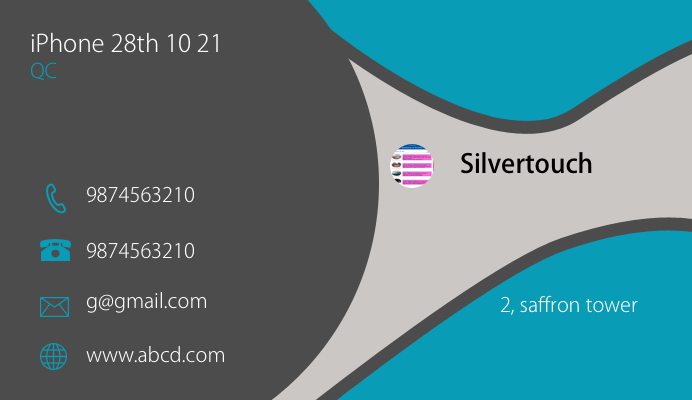 iPhone 28th 10 21
QC
9874563210
9874563210
g@gmail.com
www.abcd.com
Silvertouch
2, saffron tower